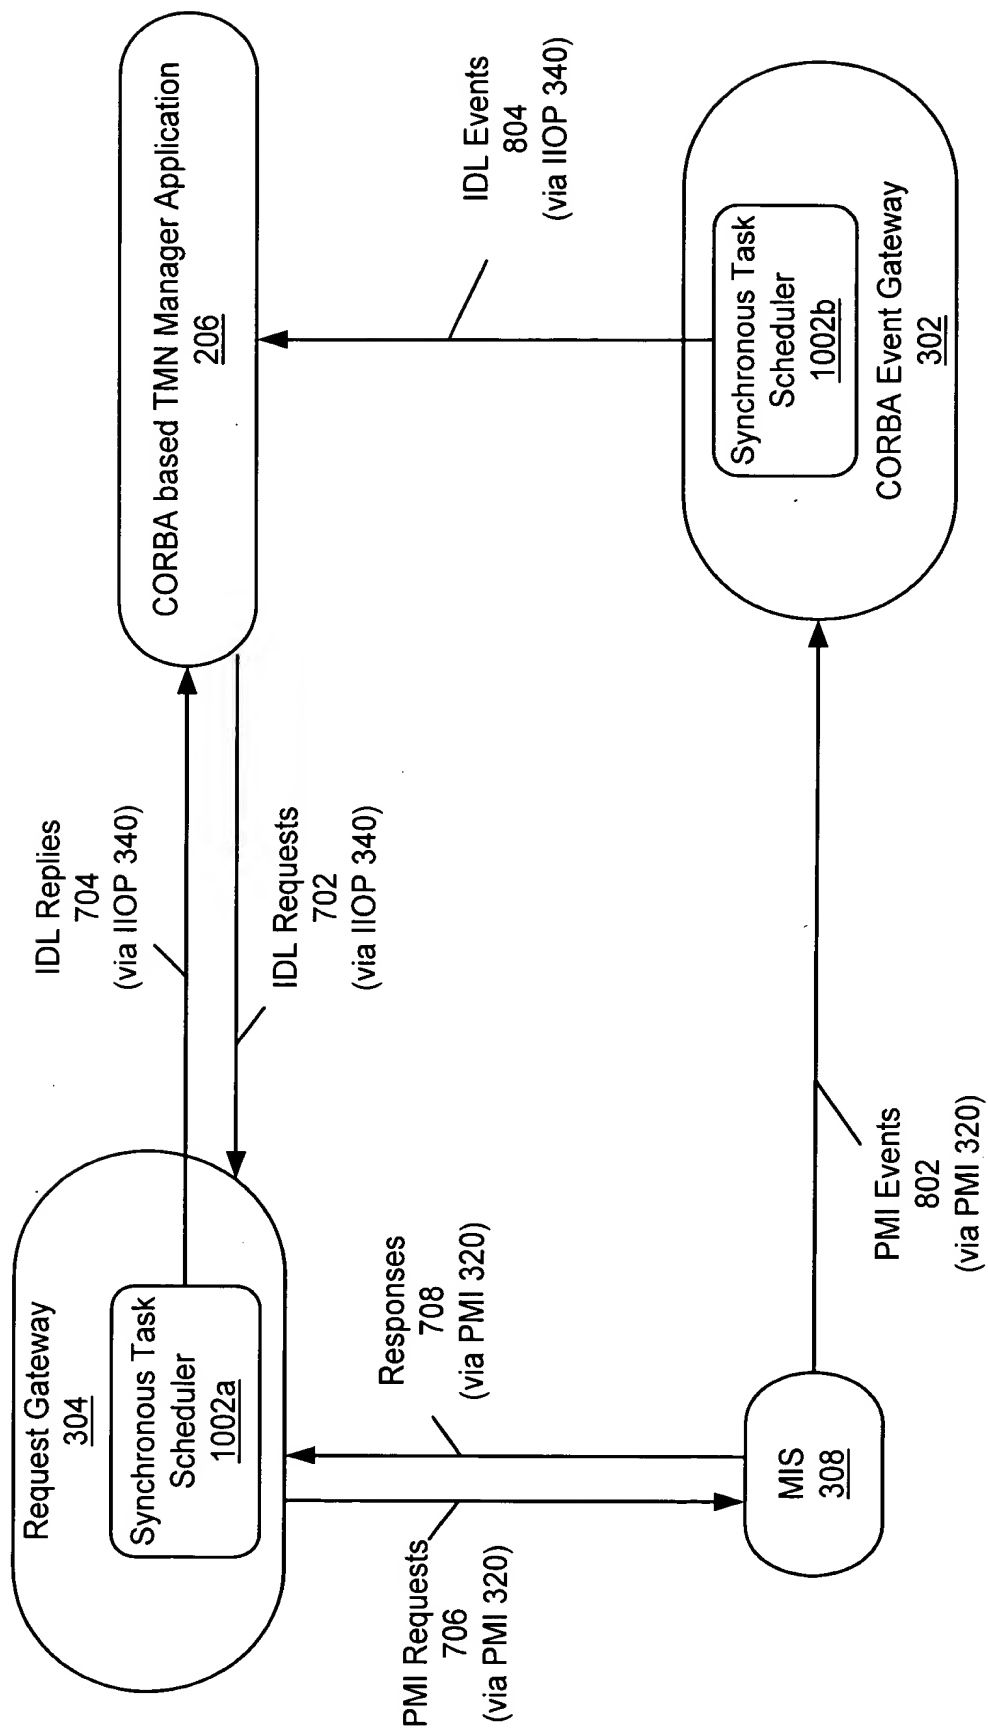 Request Gateway
304
Synchronous Task
Scheduler
1002a
IDL Replies
704
(via IIOP 340)
IDL Requests
702
(via IIOP 340)
CORBA based TMN Manager Application
206
PMI Requests
706
(via PMI 320)
Responses
708
(via PMI 320)
IDL Events
804
(via IIOP 340)
MIS
308
PMI Events
802
(via PMI 320)
Synchronous Task
Scheduler
1002b
CORBA Event Gateway
302